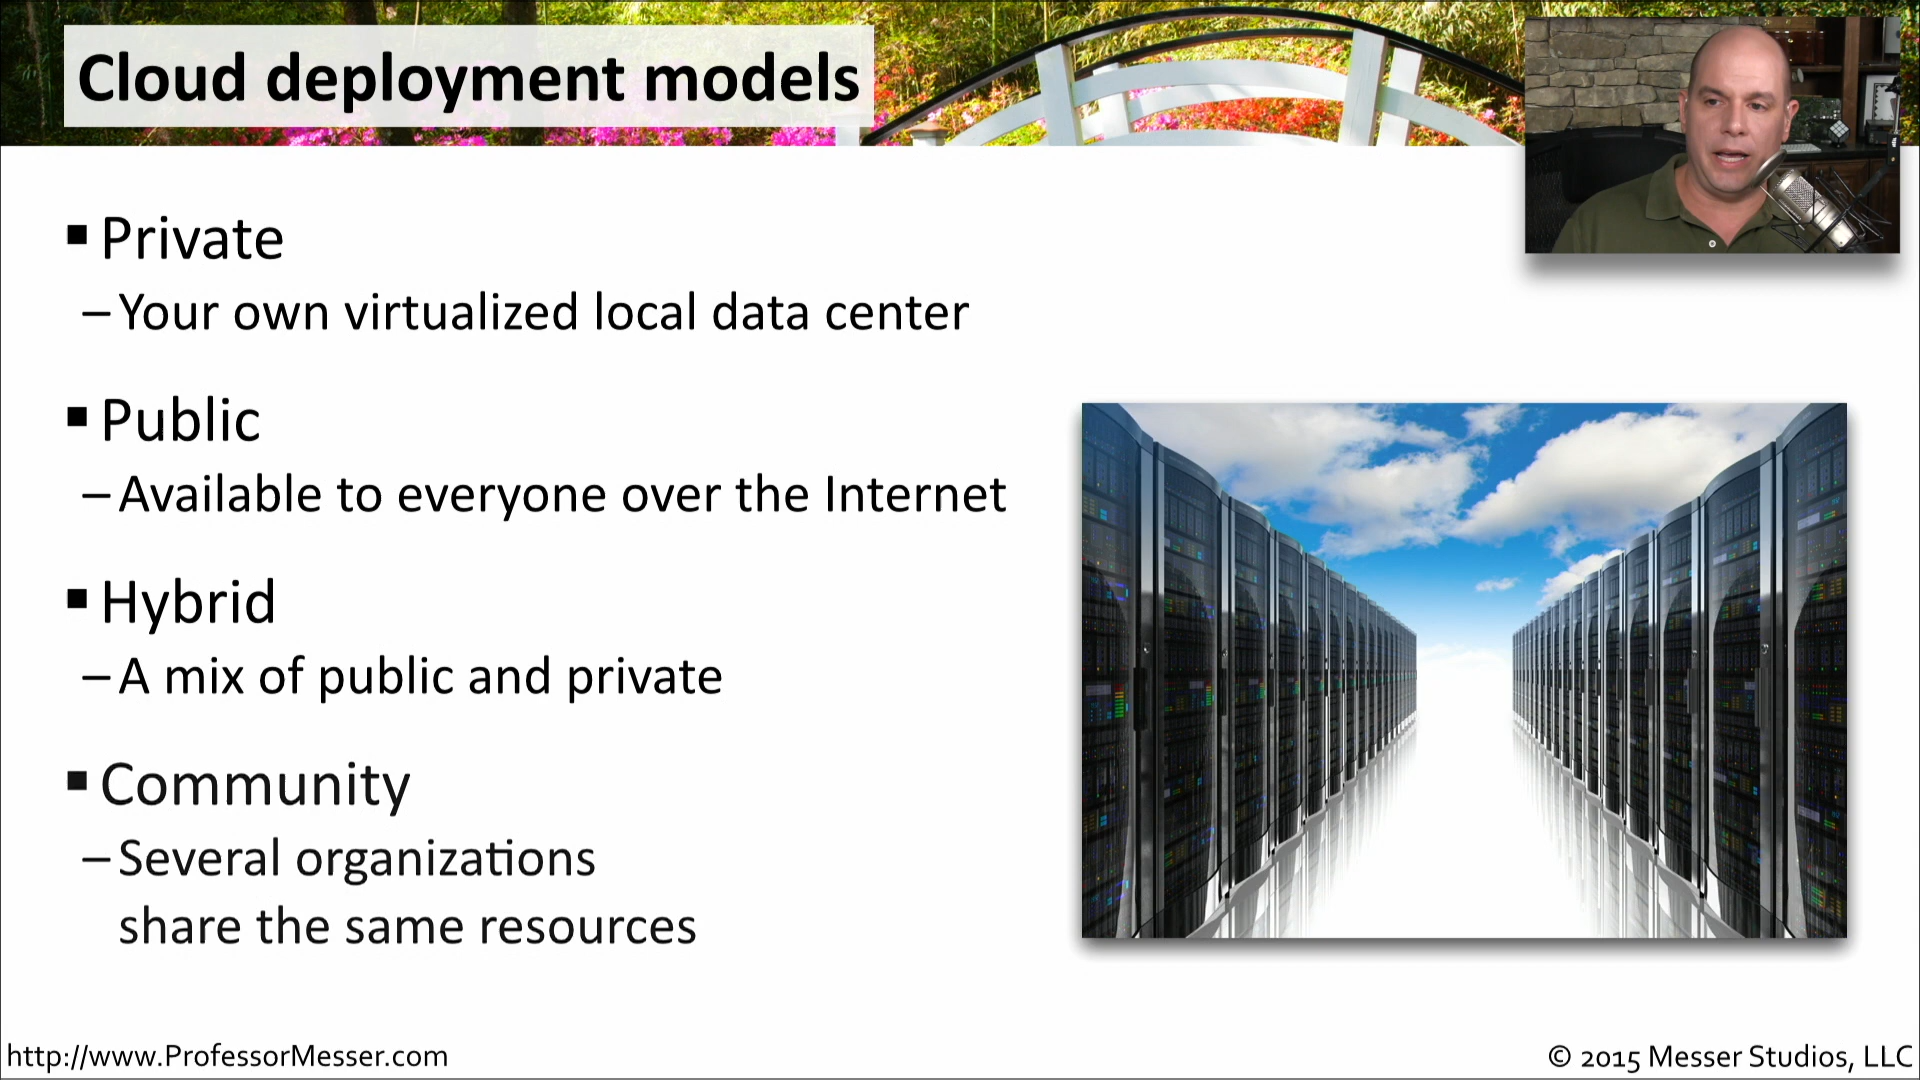 Cloud deployment models
▪ Private
– Your own virtualized local data center
▪ Public
– Available to everyone over the Internet
▪ Hybrid
– A mix of public and private
▪ Community
– Several organizations
share the same resources
http://www.ProfessorMesser.com
© 2015 Messer Studios, LLC